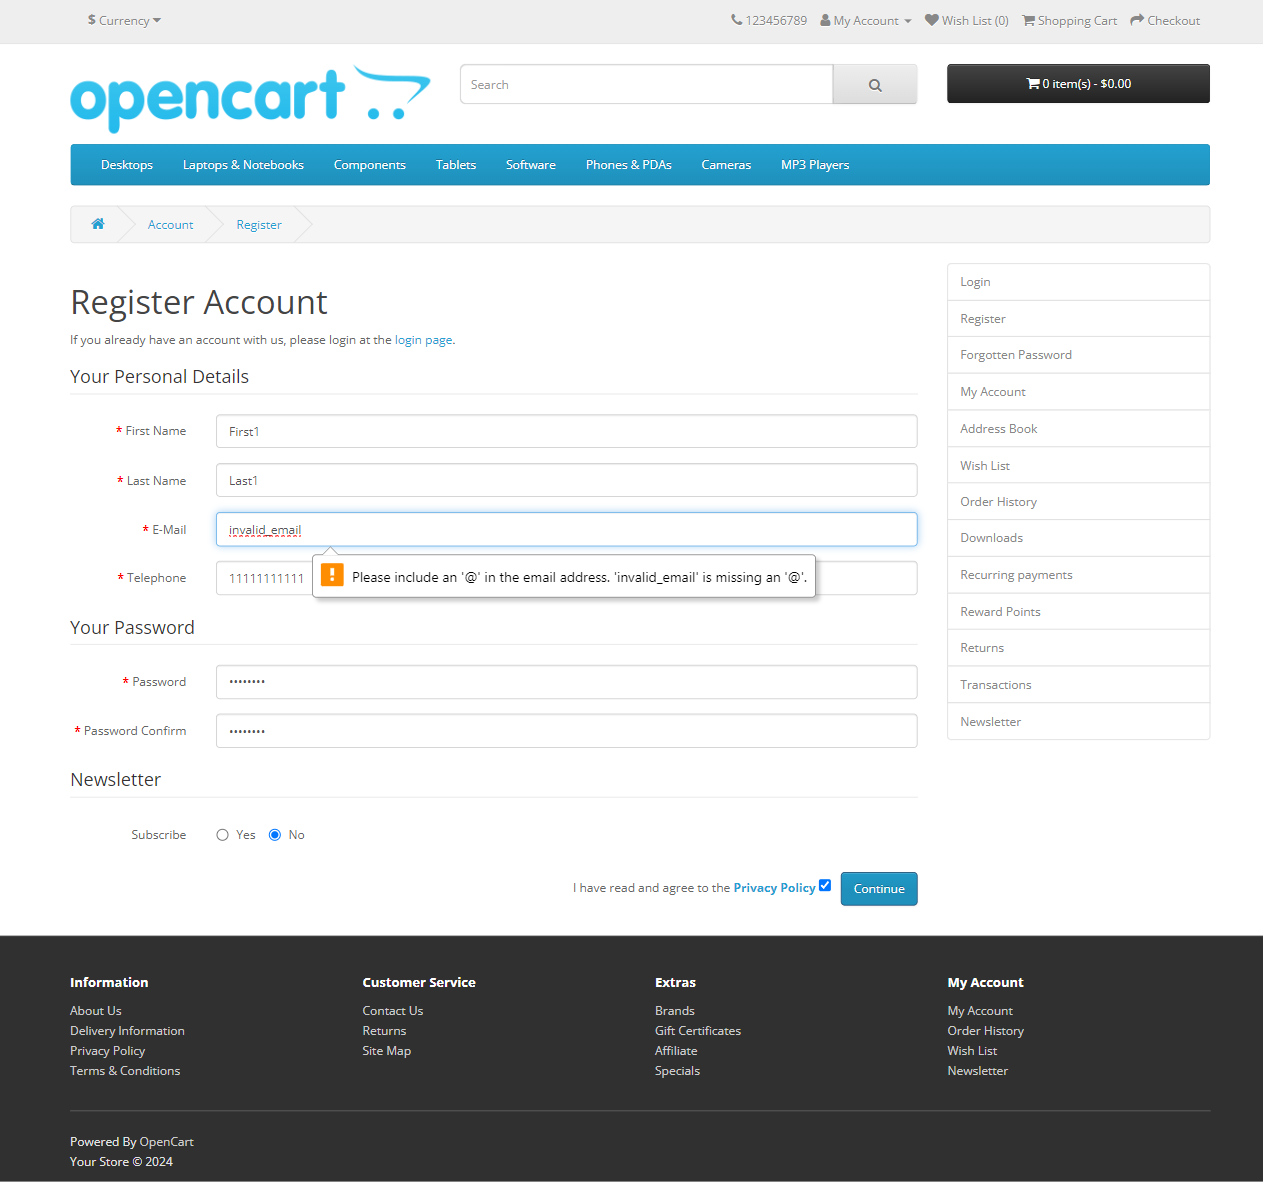 $ Currency
123456789 My Account Wish List (0) Shopping Cart Checkout
opencart
Search
0 item(s) - $0.00
Desktops Laptops & Notebooks Components Tablets Software Phones & PDAs Cameras MP3 Players
Account Register
Register Account
If you already have an account with us, please login at the login page.
Your Personal Details
* First Name First1
* Last Name Last1
* E-Mail invalid_email
Please include an '@' in the email address. 'invalid_email' is missing an '@'.
* Telephone 11111111111
Your Password
* Password ••••••••
* Password Confirm ••••••••
Newsletter
Subscribe Yes No
I have read and agree to the Privacy Policy Continue
Login
Register
Forgotten Password
My Account
Address Book
Wish List
Order History
Downloads
Recurring payments
Reward Points
Returns
Transactions
Newsletter
Information
About Us
Delivery Information
Privacy Policy
Terms & Conditions
Customer Service
Contact Us
Returns
Site Map
Extras
Brands
Gift Certificates
Affiliate
Specials
My Account
My Account
Order History
Wish List
Newsletter
Powered By OpenCart
Your Store © 2024